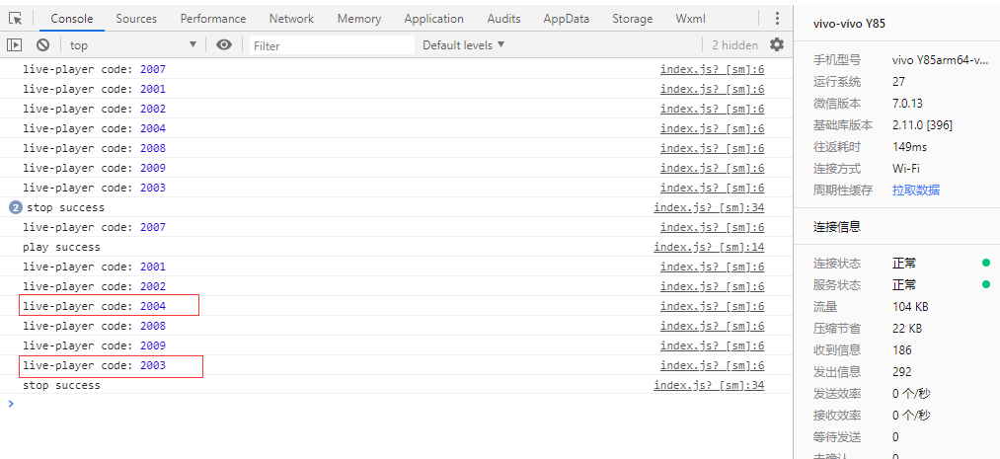 Console Sources Performance Network Memory Application Audits AppData Storage Wxml
top Filter Default levels 2 hidden
live-player code: 2007 index.js? [sm]:6
live-player code: 2001 index.js? [sm]:6
live-player code: 2002 index.js? [sm]:6
live-player code: 2004 index.js? [sm]:6
live-player code: 2008 index.js? [sm]:6
live-player code: 2009 index.js? [sm]:6
live-player code: 2003 index.js? [sm]:6
2 stop success index.js? [sm]:34
live-player code: 2007 index.js? [sm]:6
play success index.js? [sm]:14
live-player code: 2001 index.js? [sm]:6
live-player code: 2002 index.js? [sm]:6
live-player code: 2004 index.js? [sm]:6
live-player code: 2008 index.js? [sm]:6
live-player code: 2009 index.js? [sm]:6
live-player code: 2003 index.js? [sm]:6
stop success index.js? [sm]:34
vivo-vivo Y85
手机型号 vivo Y85arm64-v...
运行系统 27
微信版本 7.0.13
基础库版本 2.11.0 [396]
往返耗时 149ms
连接方式 Wi-Fi
周期性缓存 拉取数据
连接信息
连接状态 正常
服务状态 正常
流量 104 KB
压缩节省 22 KB
收到信息 186
发出信息 292
发送效率 0 个/秒
接收效率 0 个/秒
等待发送 0